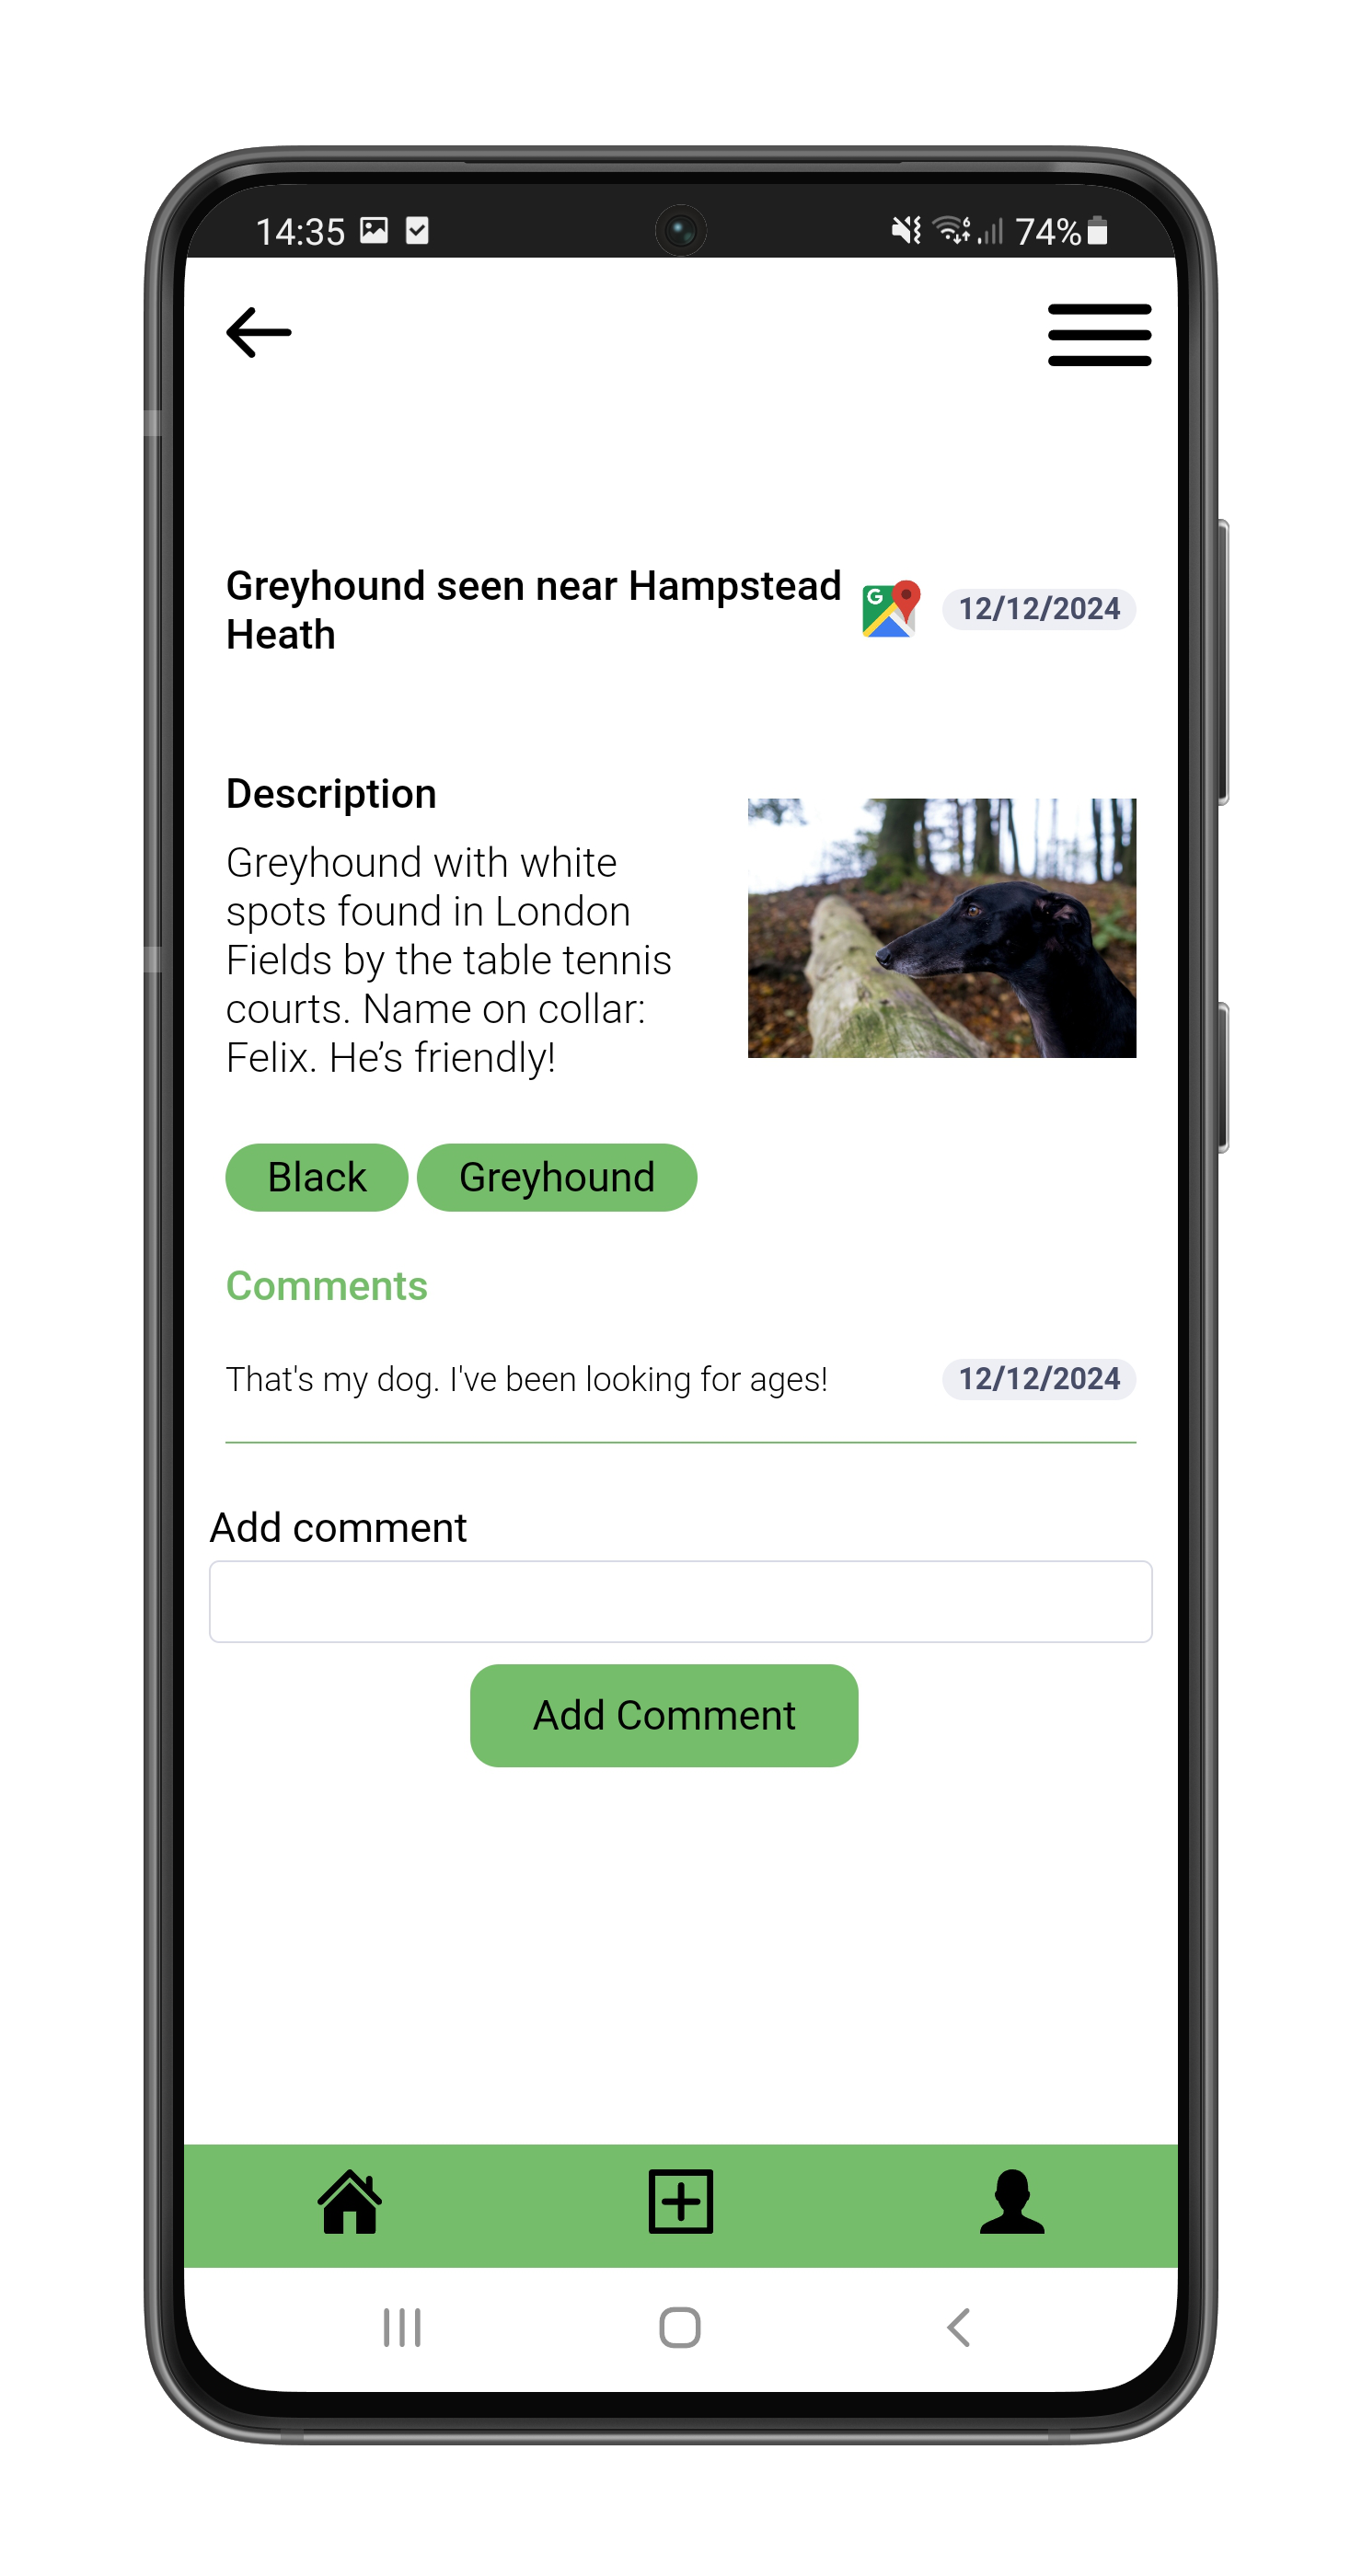 14:35
6
74%
Greyhound seen near Hampstead
Heath
G
12/12/2024
Description
Greyhound with white
spots found in London
Fields by the table tennis
courts. Name on collar:
Felix. He’s friendly!
Black
Greyhound
Comments
That's my dog. I've been looking for ages!
12/12/2024
Add comment
Add Comment